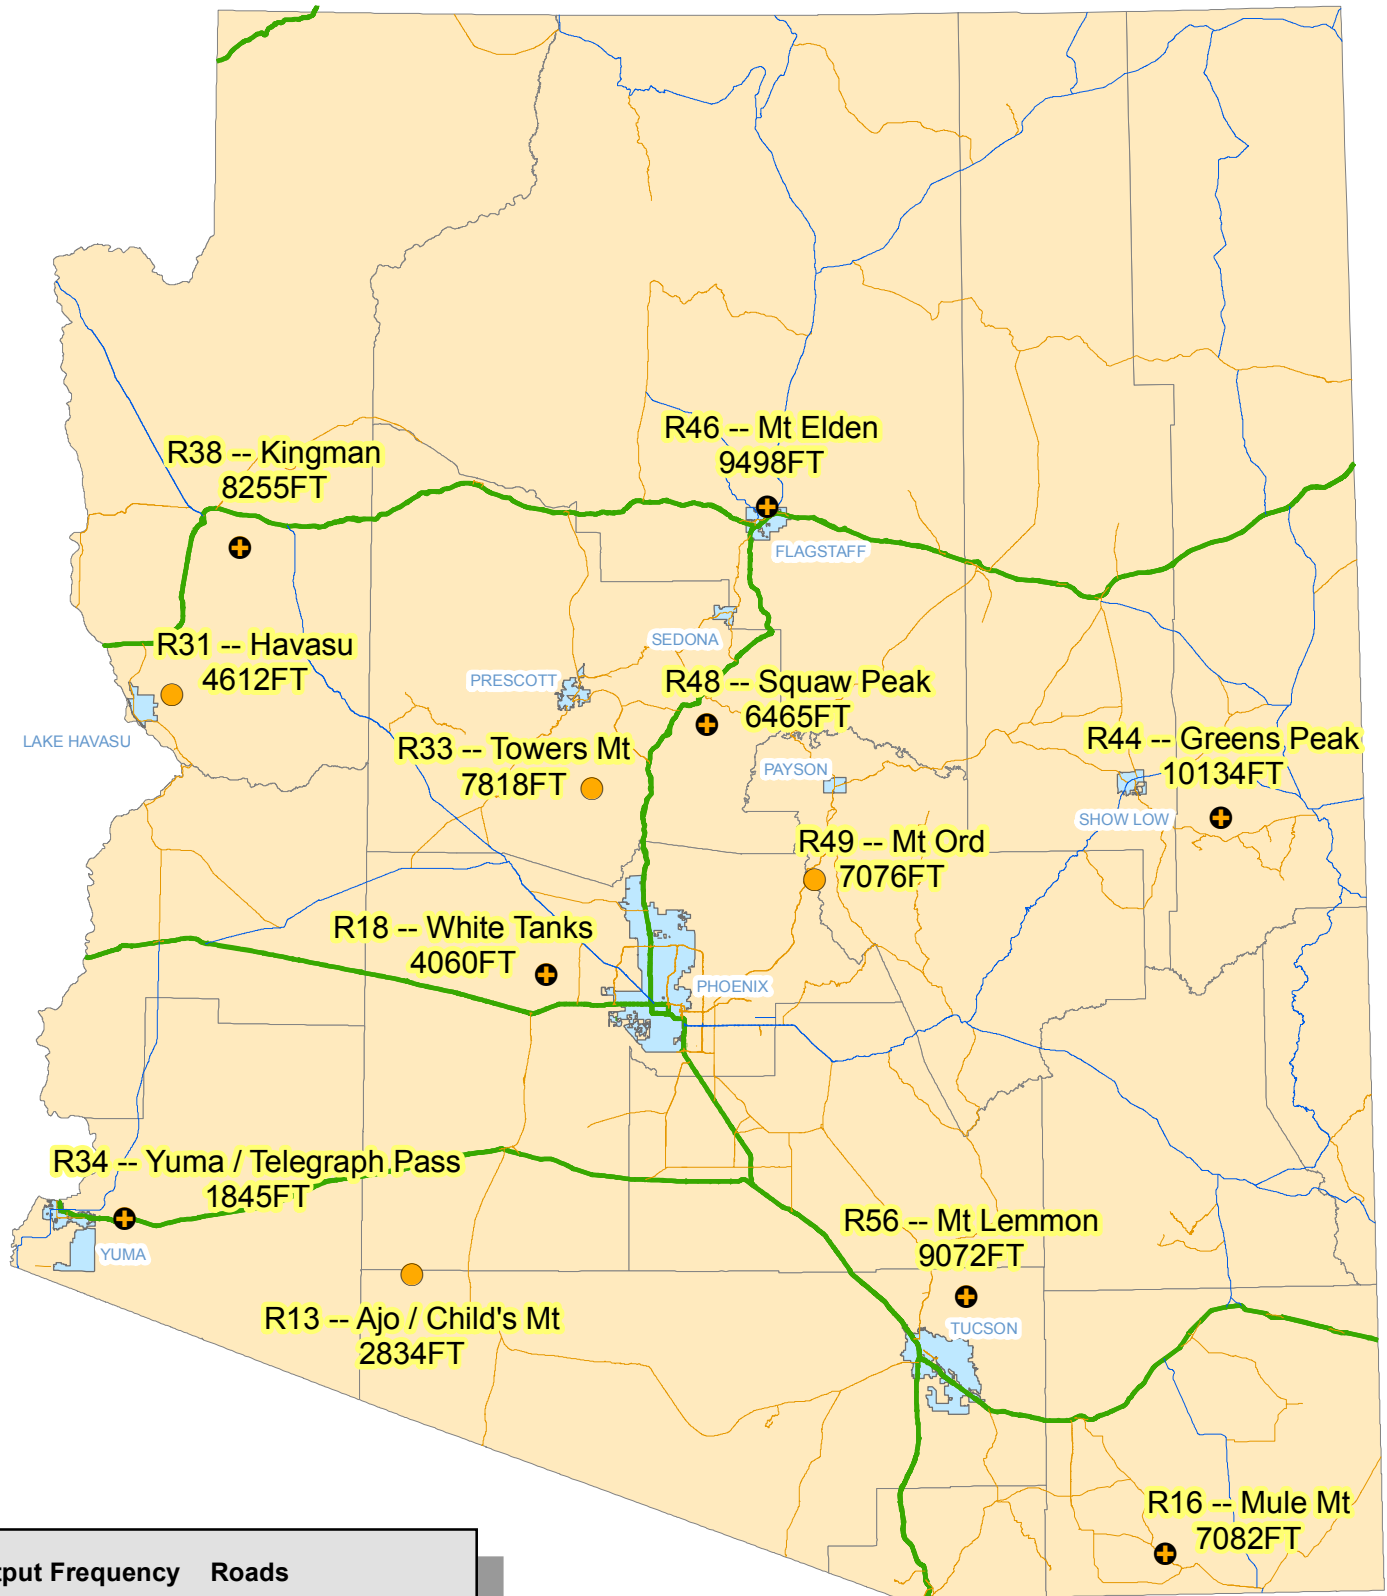 R46 -- Mt Elden
9498FT
R38 -- Kingman
8255FT
FLAGSTAFF
R31 -- Havasu
4612FT
SEDONA
PRESCOTT
R48 -- Squaw Peak
6465FT
LAKE HAVASU
R33 -- Towers Mt
7818FT
PAYSON
R44 -- Greens Peak
10134FT
SHOW LOW
R49 -- Mt Ord
7076FT
R18 -- White Tanks
4060FT
PHOENIX
R34 -- Yuma / Telegraph Pass
1845FT
YUMA
R56 -- Mt Lemmon
9072FT
R13 -- Ajo / Child's Mt
2834FT
TUCSON
R16 -- Mule Mt
7082FT
tput Frequency Roads